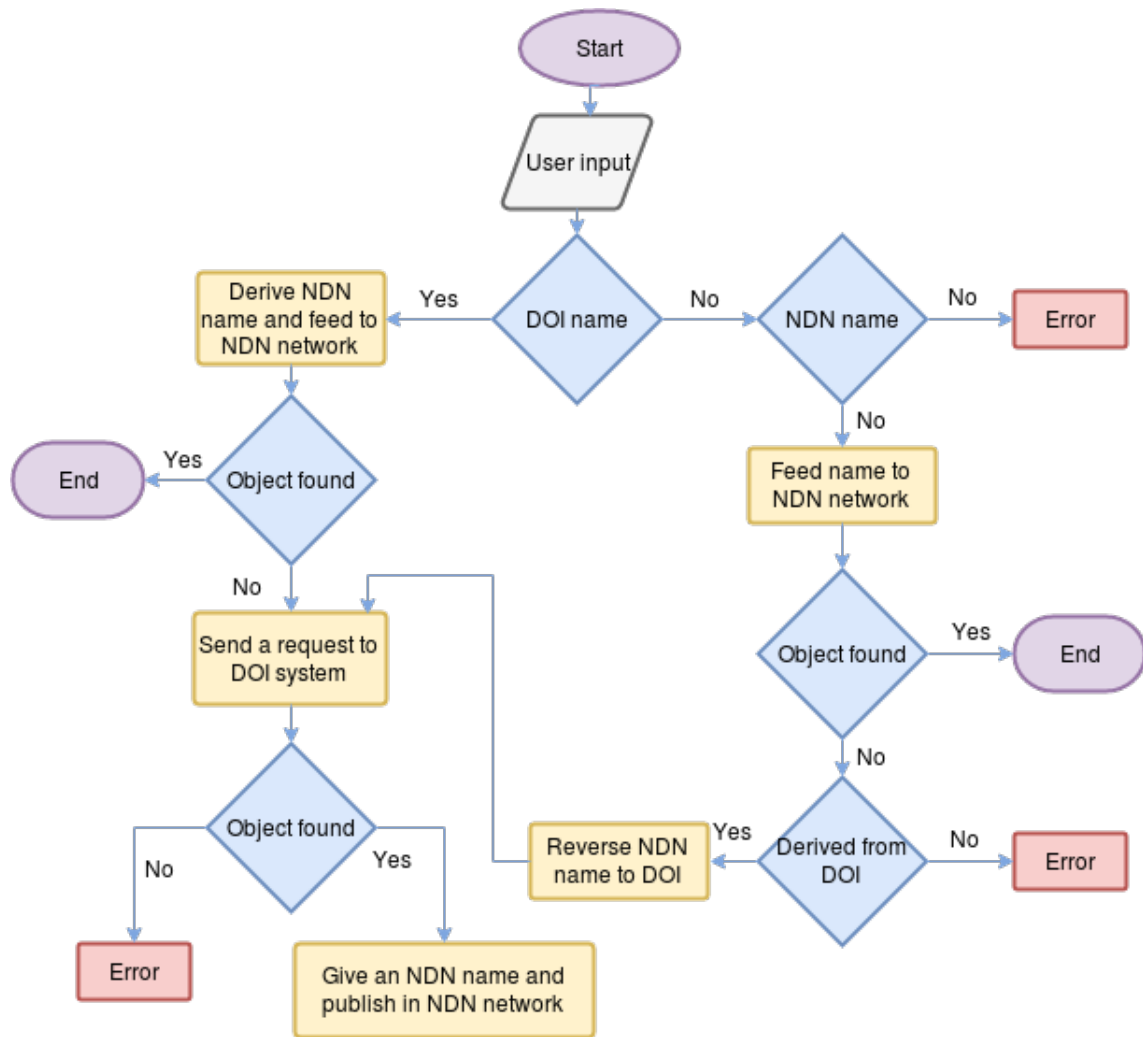 Start
User input
Derive NDN
name and feed to
NDN network
Yes
DOI name
No
NDN name
No
Error
No
End
Yes
Object found
Feed name to
NDN network
No
Send a request to
DOI system
Object found
Yes
End
No
Object found
No
Yes
Reverse NDN
name to DOI
Yes
Derived from
DOI
No
Error
Error
Give an NDN name and
publish in NDN network